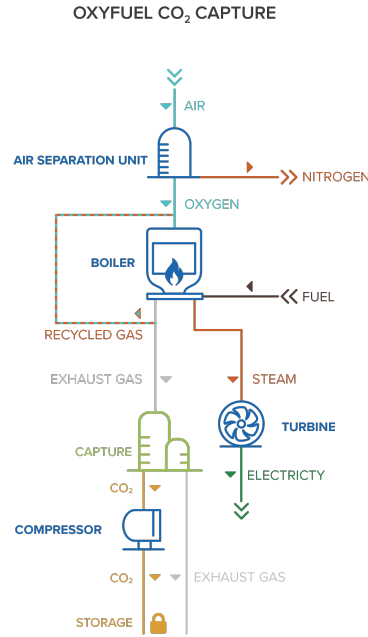 OXYFUEL CO₂ CAPTURE
AIR
AIR SEPARATION UNIT
NITROGEN
OXYGEN
BOILER
FUEL
RECYCLED GAS
EXHAUST GAS
STEAM
CAPTURE
TURBINE
ELECTRICTY
CO₂
COMPRESSOR
CO₂
EXHAUST GAS
STORAGE